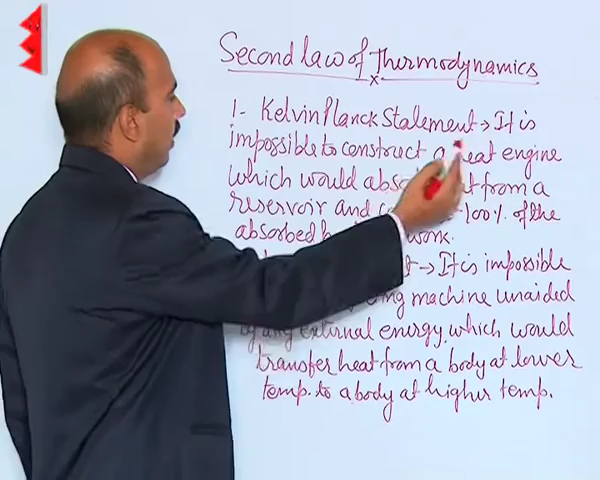 Second law of Thermodynamics
1- Kelvin Planck Statement → It is
impossible to construct a heat engine
which would from a
reservoir and 100% of the
absorbed work.
→ It is impossible
machine unaided
by any external energy, which would
transfer heat from a body at lower
temp. to a body at higher temp.